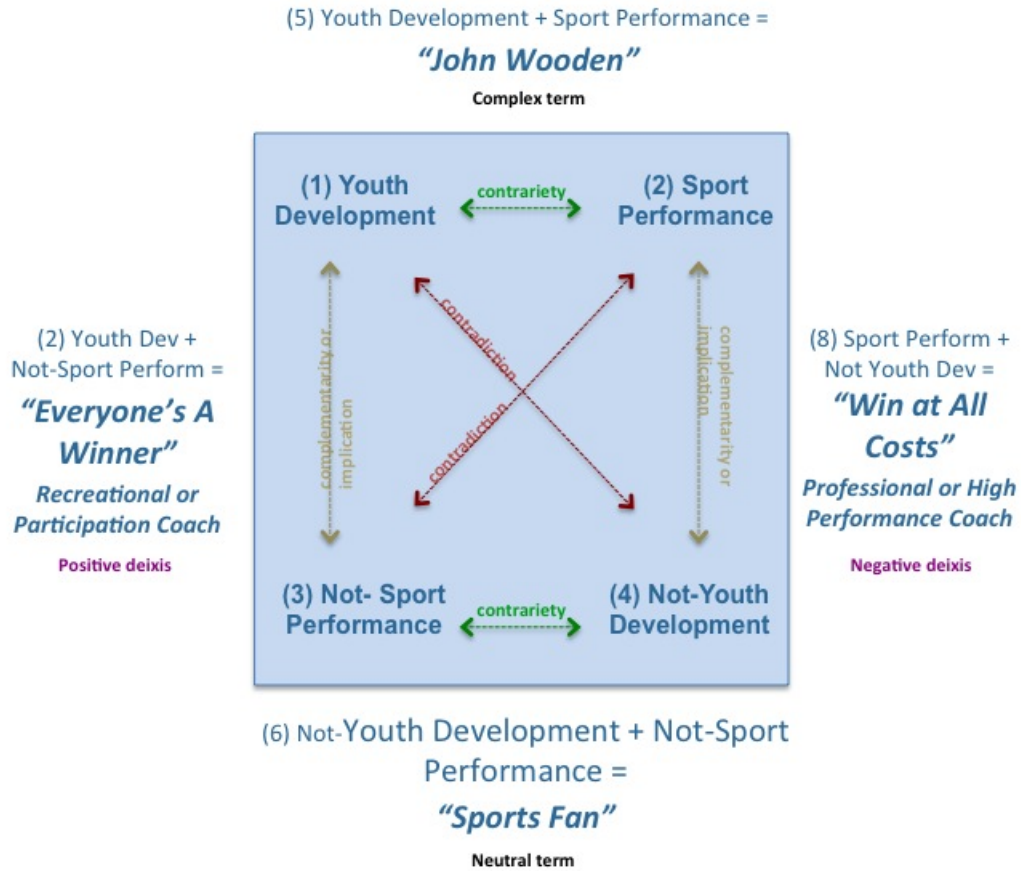 (5) Youth Development + Sport Performance =
“John Wooden”
Complex term
(1) Youth
Development
contrariety
(2) Sport
Performance
(2) Youth Dev +
Not-Sport Perform =
“Everyone’s A
Winner”
Recreational or
Participation Coach
Positive deixis
complementarity or
implication
contradiction
contradiction
complementarity or
implication
(8) Sport Perform +
Not Youth Dev =
“Win at All
Costs”
Professional or High
Performance Coach
Negative deixis
(3) Not- Sport
Performance
contrariety
(4) Not-Youth
Development
(6) Not-Youth Development + Not-Sport
Performance =
“Sports Fan”
Neutral term